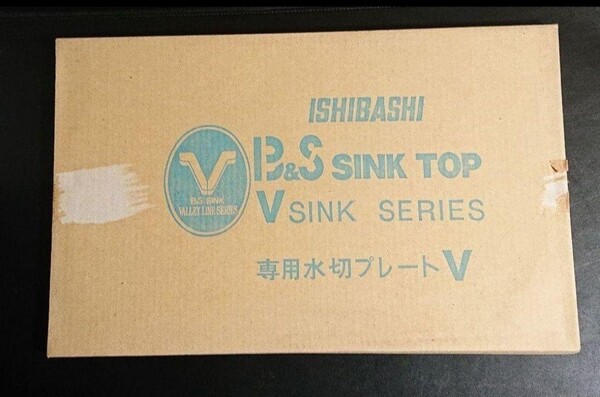 ISHIBASHI
B&S SINK TOP
V SINK SERIES
専用水切プレートV
V
B&S SINK
VALLEY LINE SERIES